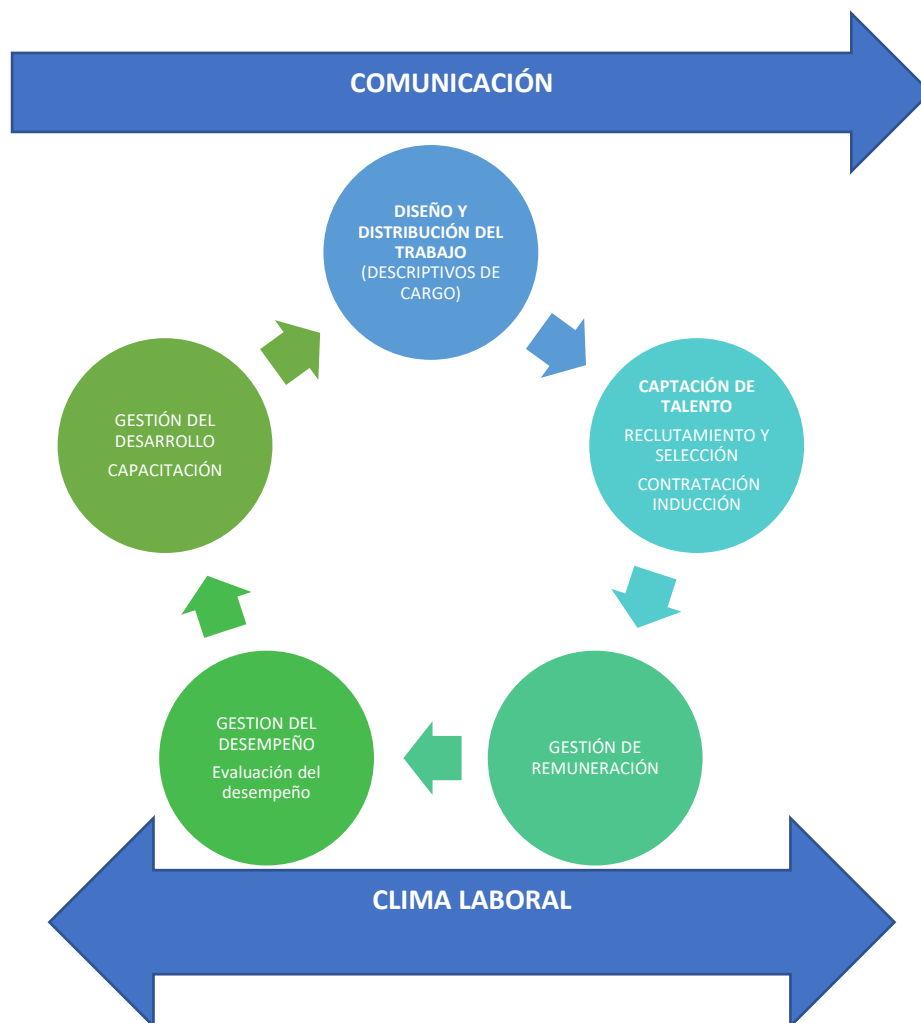 COMUNICACIÓN
DISEÑO Y
DISTRIBUCIÓN DEL
TRABAJO
(DESCRIPTIVOS DE
CARGO)
CAPTACIÓN DE
TALENTO
RECLUTAMIENTO Y
SELECCIÓN
CONTRATACIÓN
INDUCCIÓN
GESTIÓN DE
REMUNERACIÓN
GESTION DEL
DESEMPEÑO
Evaluación del
desempeño
GESTIÓN DEL
DESARROLLO
CAPACITACIÓN
CLIMA LABORAL